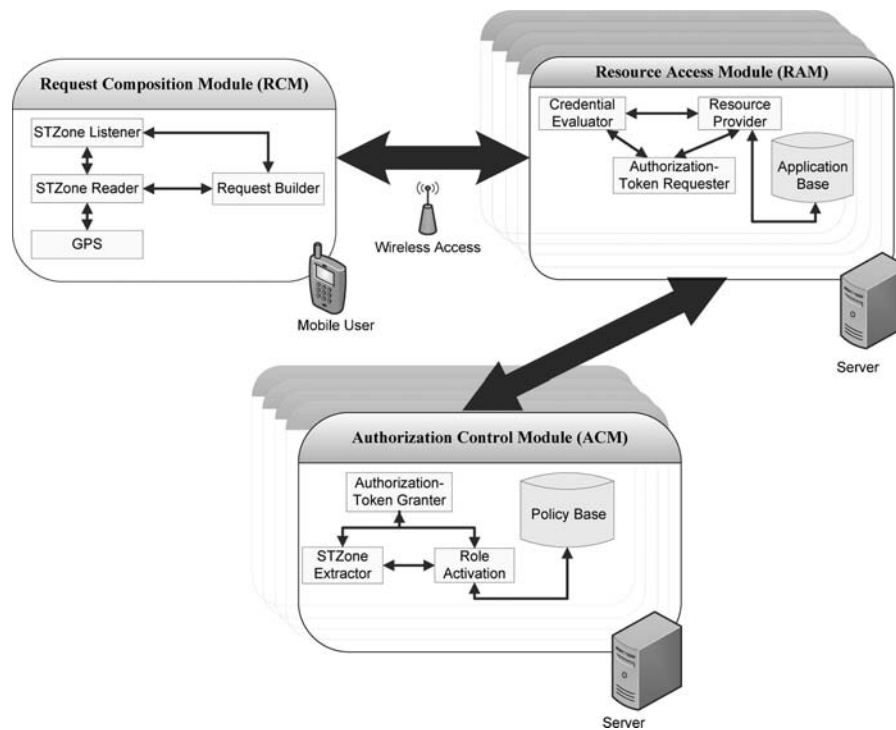 Request Composition Module (RCM)
STZone Listener
STZone Reader
Request Builder
GPS
Mobile User
Wireless Access
Resource Access Module (RAM)
Credential
Evaluator
Resource
Provider
Authorization-
Token Requester
Application
Base
Server
Authorization Control Module (ACM)
Authorization-
Token Granter
Policy Base
STZone
Extractor
Role
Activation
Server